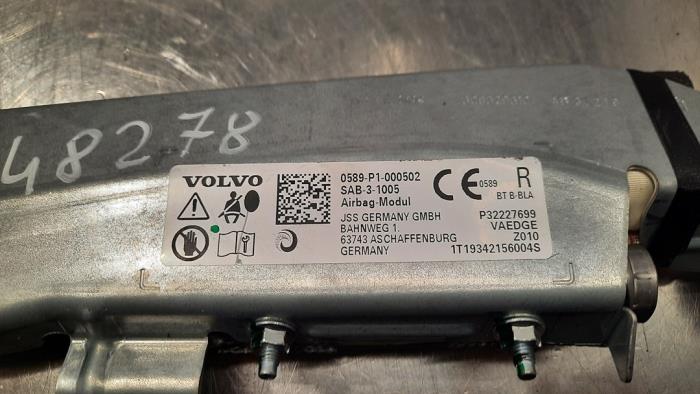 48278
VOLVO
0589-P1-000502
SAB-3-1005
Airbag-Modul
JSS GERMANY GMBH
BAHNWEG 1.
63743 ASCHAFFENBURG
GERMANY
CE 0589
R
BT B-BLA
P32227699
VAEDGE
Z010
1T19342156004S